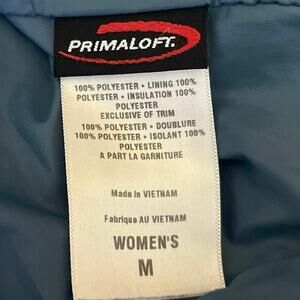 PRIMALOFT.
100% POLYESTER • LINING 100%
POLYESTER • INSULATION 100%
POLYESTER
EXCLUSIVE OF TRIM
100% POLYESTER • DOUBLURE
100% POLYESTER • ISOLANT 100%
POLYESTER
A PART LA GARNITURE
Made in VIETNAM
Fabrique AU VIETNAM
WOMEN'S
M